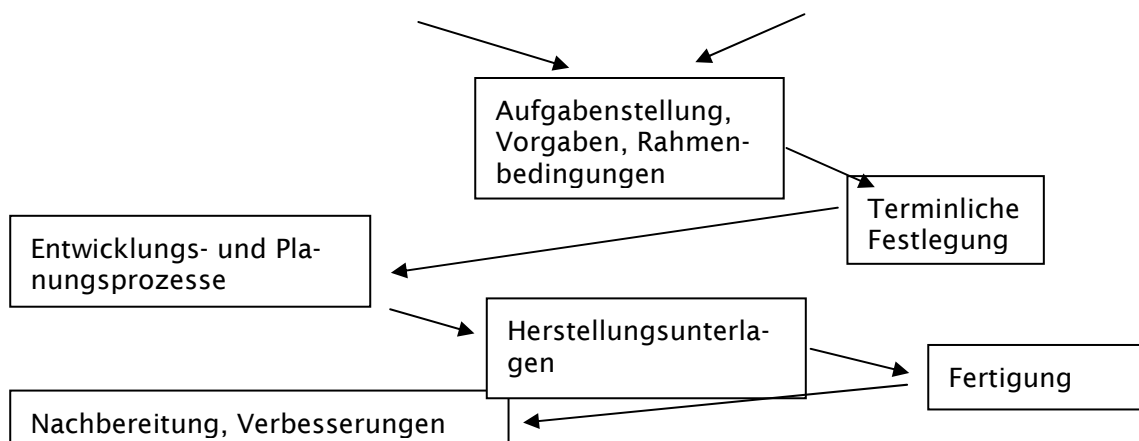 Aufgabenstellung,
Vorgaben, Rahmen-
bedingungen
Terminliche
Festlegung
Entwicklungs- und Pla-
nungsprozesse
Herstellungsunterla-
gen
Fertigung
Nachbereitung, Verbesserungen